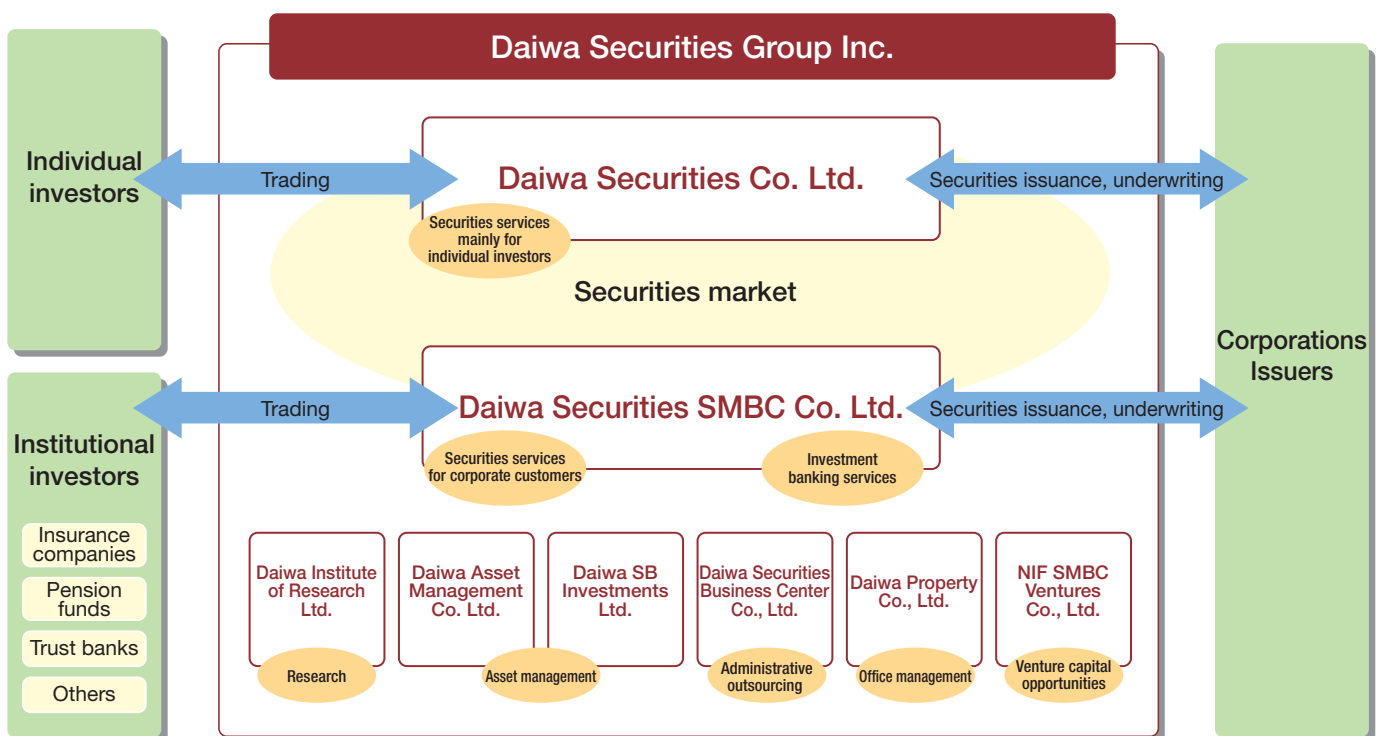 Daiwa Securities Group Inc.
Individual
investors
Trading
Daiwa Securities Co. Ltd.
Securities issuance, underwriting
Securities services
mainly for
individual investors
Securities market
Corporations
Issuers
Institutional
investors
Insurance
companies
Pension
funds
Trust banks
Others
Trading
Daiwa Securities SMBC Co. Ltd.
Securities issuance, underwriting
Securities services
for corporate customers
Investment
banking services
Daiwa Institute
of Research
Ltd.
Research
Daiwa Asset
Management
Co. Ltd.
Daiwa SB
Investments
Ltd.
Asset management
Daiwa Securities
Business Center
Co., Ltd.
Administrative
outsourcing
Daiwa Property
Co., Ltd.
Office management
NIF SMBC
Ventures
Co., Ltd.
Venture capital
opportunities